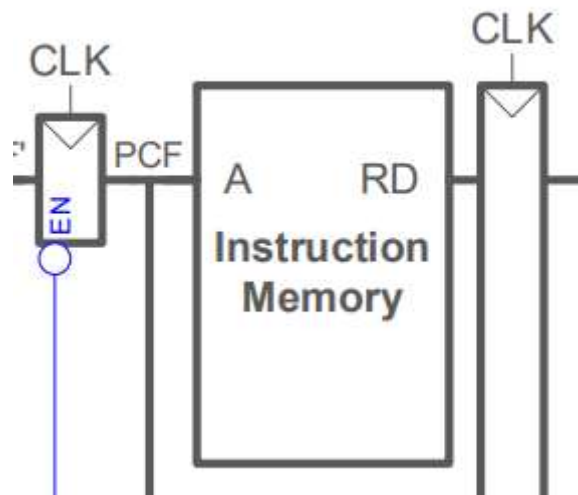 CLK
CLK
F'
PCF
EN
A
RD
Instruction
Memory